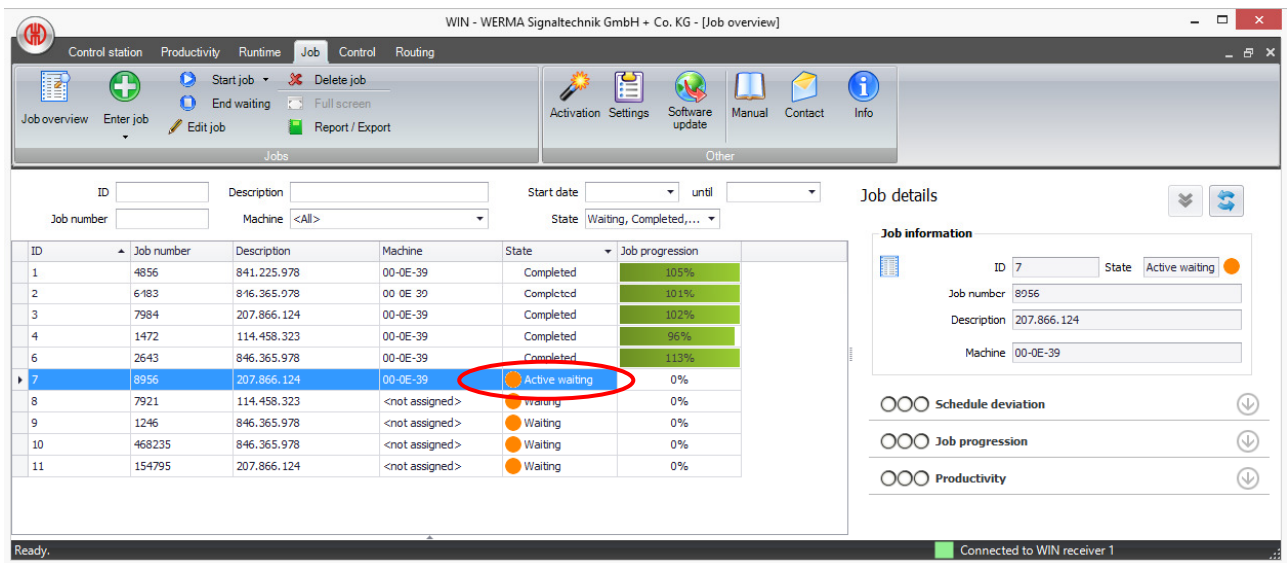 WIN - WERMA Signaltechnik GmbH + Co. KG - [Job overview]
Control station Productivity Runtime Job Control Routing
Job overview
Enter job
Start job
End waiting
Edit job
Delete job
Full screen
Report / Export
Jobs
Activation
Settings
Software update
Manual
Contact
Info
Other
ID Description Start date until
Job number Machine <All> State Waiting, Completed,...
ID Job number Description Machine State Job progression
1 4856 841.225.978 00-0E-39 Completed 105%
2 6483 846.365.978 00-0E-39 Completed 101%
3 7984 207.866.124 00-0E-39 Completed 102%
4 1472 114.458.323 00-0E-39 Completed 96%
6 2643 846.365.978 00-0E-39 Completed 113%
7 8956 207.866.124 00-0E-39 Active waiting 0%
8 7921 114.458.323 <not assigned> Waiting 0%
9 1246 846.365.978 <not assigned> Waiting 0%
10 468235 846.365.978 <not assigned> Waiting 0%
11 154795 207.866.124 <not assigned> Waiting 0%
Job details
Job information
ID 7 State Active waiting
Job number 8956
Description 207.866.124
Machine 00-0E-39
Schedule deviation
Job progression
Productivity
Ready. Connected to WIN receiver 1